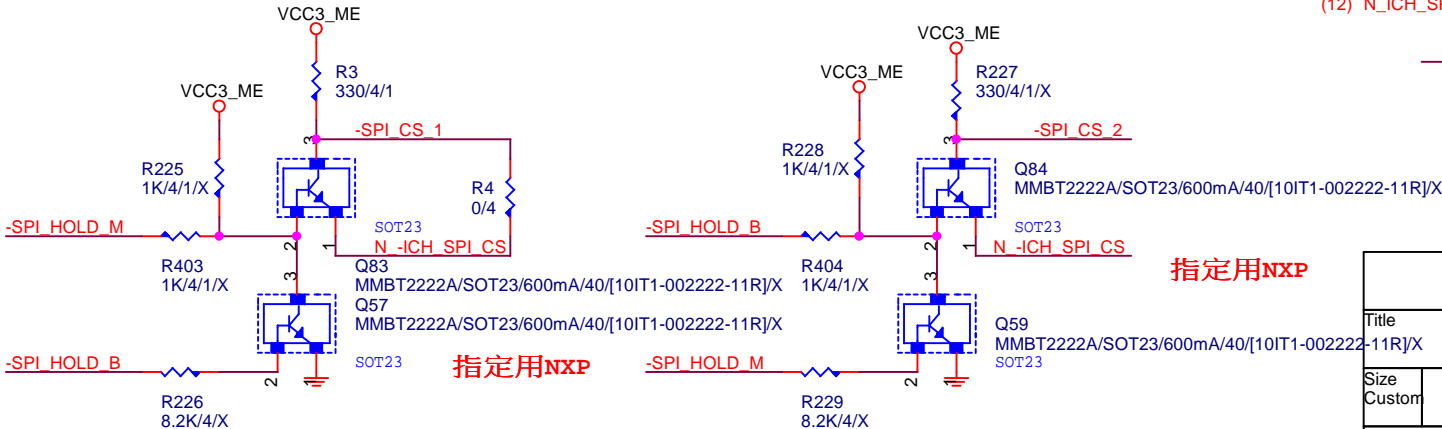 (12) N_ICH_SP
VCC3_ME
VCC3_ME
R3
330/4/1
R227
330/4/1/X
VCC3_ME
VCC3_ME
-SPI_CS_1
-SPI_CS_2
3
3
R225
1K/4/1/X
R4
0/4
R228
1K/4/1/X
Q84
MMBT2222A/SOT23/600mA/40/[10IT1-002222-11R]/X
SOT23
SOT23
-SPI_HOLD_M
2
1
N_-ICH_SPI_CS
-SPI_HOLD_B
2
1
N_-ICH_SPI_CS
R403
1K/4/1/X
3
Q83
MMBT2222A/SOT23/600mA/40/[10IT1-002222-11R]/X
Q57
MMBT2222A/SOT23/600mA/40/[10IT1-002222-11R]/X
SOT23
R404
1K/4/1/X
3
指定用NXP
Q59
MMBT2222A/SOT23/600mA/40/[10IT1-002222-11R]/X
SOT23
Title
-SPI_HOLD_B
指定用NXP
-SPI_HOLD_M
2
1
2
1
Size
Custom
R226
8.2K/4/X
R229
8.2K/4/X